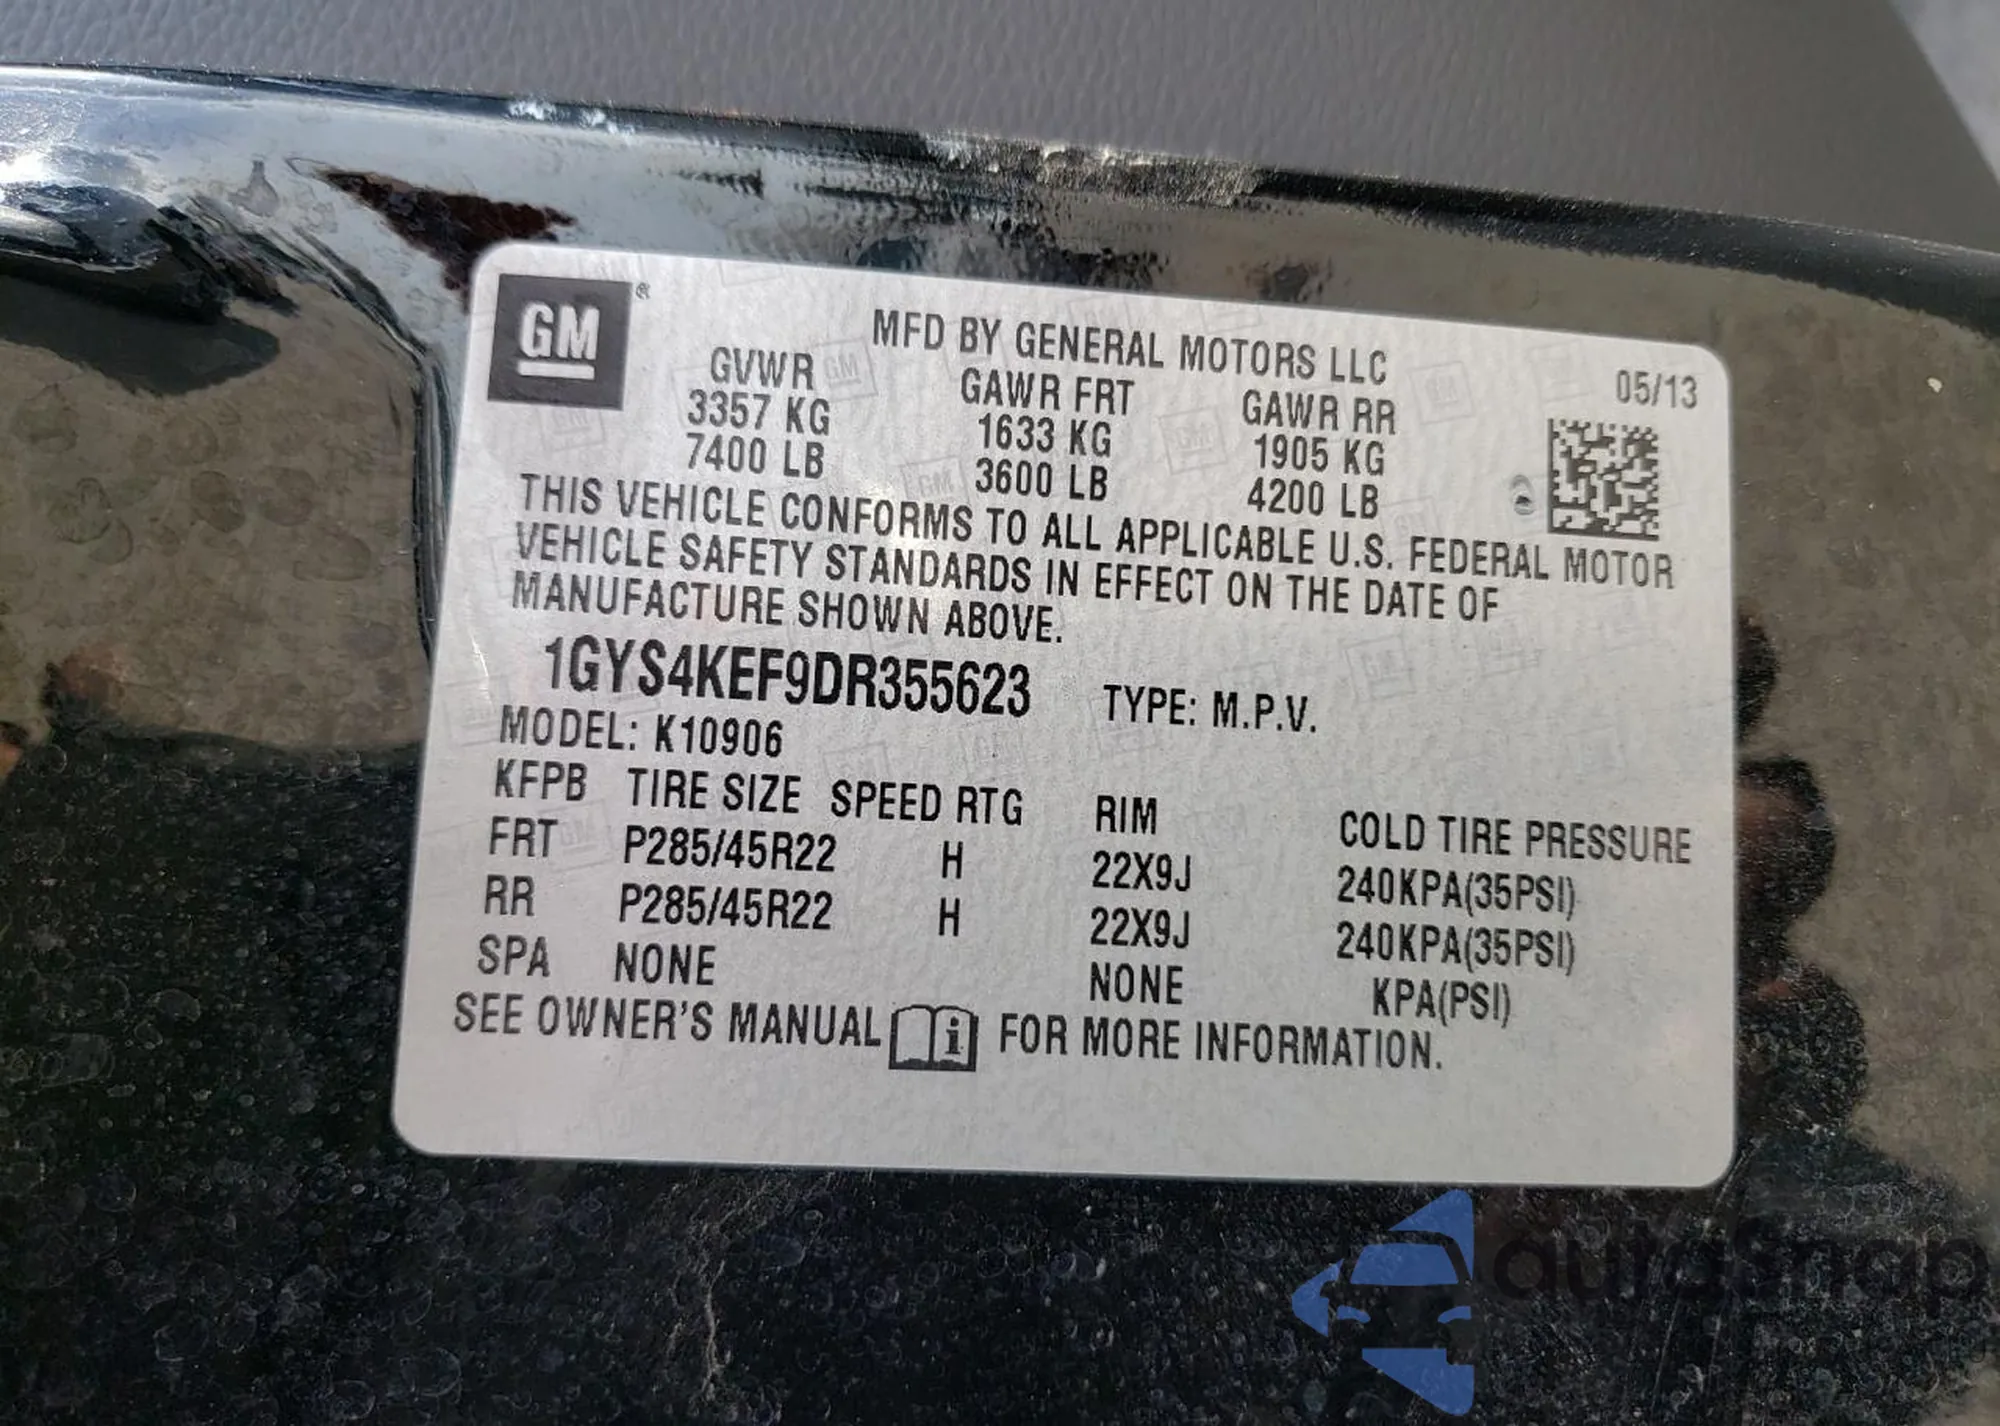 GM ®
MFD BY GENERAL MOTORS LLC
05/13
GVWR GAWR FRT GAWR RR
3357 KG 1633 KG 1905 KG
7400 LB 3600 LB 4200 LB
THIS VEHICLE CONFORMS TO ALL APPLICABLE U.S. FEDERAL MOTOR
VEHICLE SAFETY STANDARDS IN EFFECT ON THE DATE OF
MANUFACTURE SHOWN ABOVE.
1GYS4KEF9DR355623 TYPE: M.P.V.
MODEL: K10906
KFPB TIRE SIZE SPEED RTG RIM COLD TIRE PRESSURE
FRT P285/45R22 H 22X9J 240KPA(35PSI)
RR P285/45R22 H 22X9J 240KPA(35PSI)
SPA NONE NONE KPA(PSI)
SEE OWNER'S MANUAL i FOR MORE INFORMATION.
autosnap